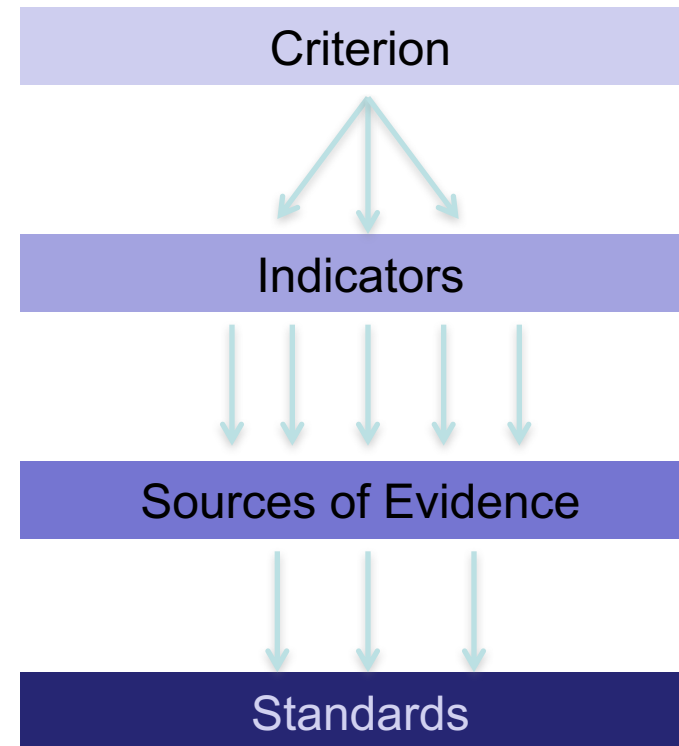 Criterion
Indicators
Sources of Evidence
Standards